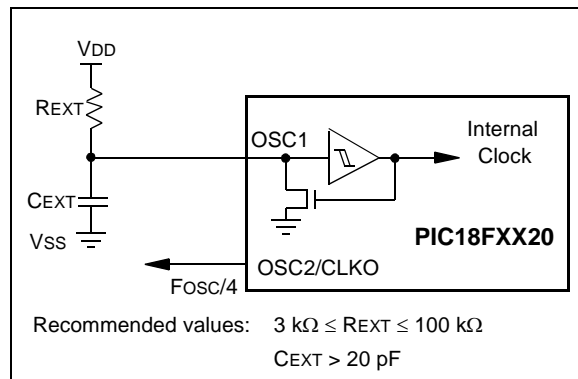 VDD
REXT
OSC1
Internal
Clock
CEXT
PIC18FXX20
VSS
OSC2/CLKO
FOSC/4
Recommended values: 3 kΩ ≤ REXT ≤ 100 kΩ
CEXT > 20 pF